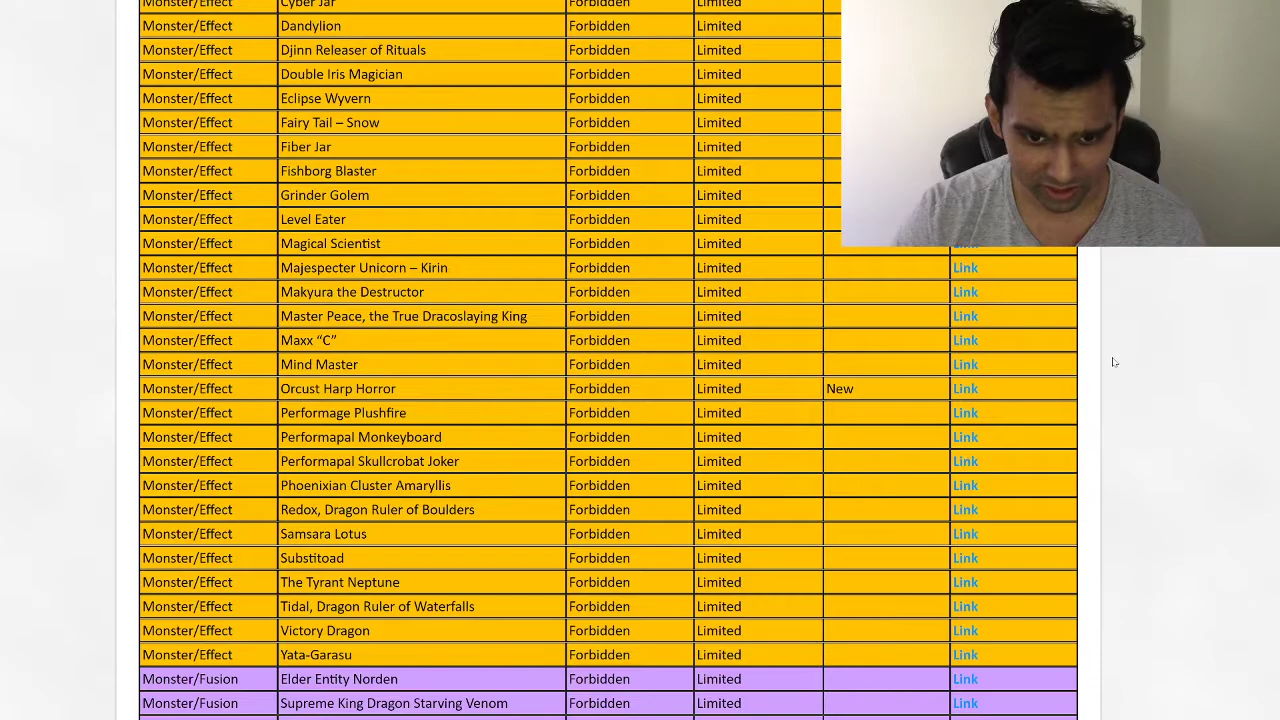 Monster/Effect Cyber Jar Forbidden Limited
Monster/Effect Dandylion Forbidden Limited
Monster/Effect Djinn Releaser of Rituals Forbidden Limited
Monster/Effect Double Iris Magician Forbidden Limited
Monster/Effect Eclipse Wyvern Forbidden Limited
Monster/Effect Fairy Tail – Snow Forbidden Limited
Monster/Effect Fiber Jar Forbidden Limited
Monster/Effect Fishborg Blaster Forbidden Limited
Monster/Effect Grinder Golem Forbidden Limited
Monster/Effect Level Eater Forbidden Limited
Monster/Effect Magical Scientist Forbidden Limited
Monster/Effect Majespecter Unicorn – Kirin Forbidden Limited Link
Monster/Effect Makyura the Destructor Forbidden Limited Link
Monster/Effect Master Peace, the True Dracoslaying King Forbidden Limited Link
Monster/Effect Maxx “C” Forbidden Limited Link
Monster/Effect Mind Master Forbidden Limited Link
Monster/Effect Orcust Harp Horror Forbidden Limited New Link
Monster/Effect Performage Plushfire Forbidden Limited Link
Monster/Effect Performapal Monkeyboard Forbidden Limited Link
Monster/Effect Performapal Skullcrobat Joker Forbidden Limited Link
Monster/Effect Phoenixian Cluster Amaryllis Forbidden Limited Link
Monster/Effect Redox, Dragon Ruler of Boulders Forbidden Limited Link
Monster/Effect Samsara Lotus Forbidden Limited Link
Monster/Effect Substitoad Forbidden Limited Link
Monster/Effect The Tyrant Neptune Forbidden Limited Link
Monster/Effect Tidal, Dragon Ruler of Waterfalls Forbidden Limited Link
Monster/Effect Victory Dragon Forbidden Limited Link
Monster/Effect Yata-Garasu Forbidden Limited Link
Monster/Fusion Elder Entity Norden Forbidden Limited Link
Monster/Fusion Supreme King Dragon Starving Venom Forbidden Limited Link